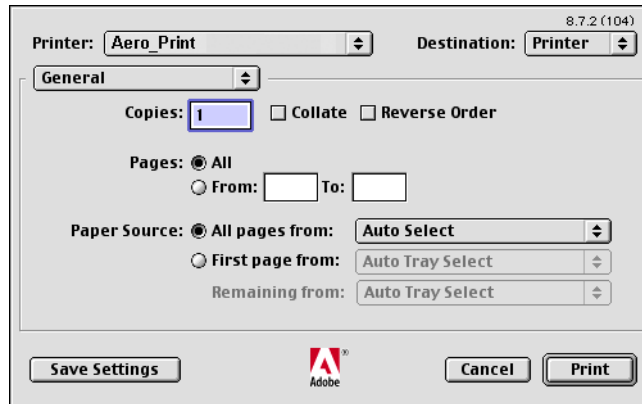 8.7.2 (104)
Printer: Aero_Print Destination: Printer
General
Copies: 1 Collate Reverse Order
Pages: All
From: To:
Paper Source: All pages from: Auto Select
First page from: Auto Tray Select
Remaining from: Auto Tray Select
Save Settings Adobe® Cancel Print